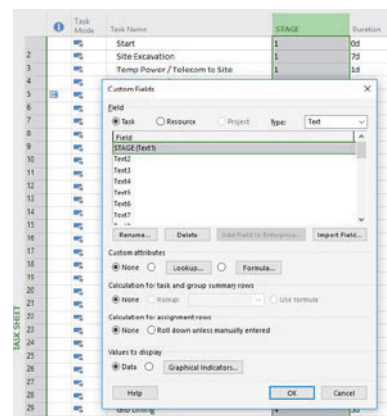 Task Mode Task Name STAGE Duration
Start 1 0d
2 Site Excavation 1 7d
3 Temp Power / Telecom to Site 1 1d
4
5 Custom Fields
6 Field
7 Task Resource Project Type: Text
8 Field
9 STAGE (Text1)
10 Text2
11 Text3
12 Text4
13 Text5
14 Text6
15 Text7
16 Rename... Delete Add Field to Enterprise... Import Field...
17 Custom attributes
18 None Lookup... Formula...
19
20 Calculation for task and group summary rows
21 None Rollup: Use formula
22 Calculation for assignment rows
23 None Roll down unless manually entered
24
25 Values to display
26 Data Graphical Indicators...
27
28 Help OK Cancel
29 4
TASK SHEET